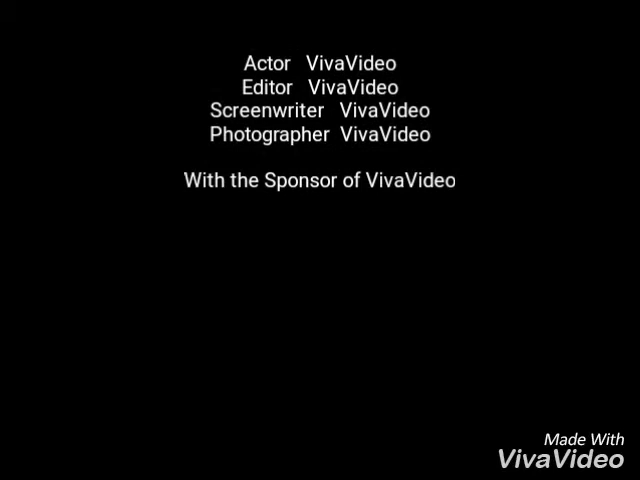 Actor VivaVideo
Editor VivaVideo
Screenwriter VivaVideo
Photographer VivaVideo
With the Sponsor of VivaVideo
Made With
VivaVideo